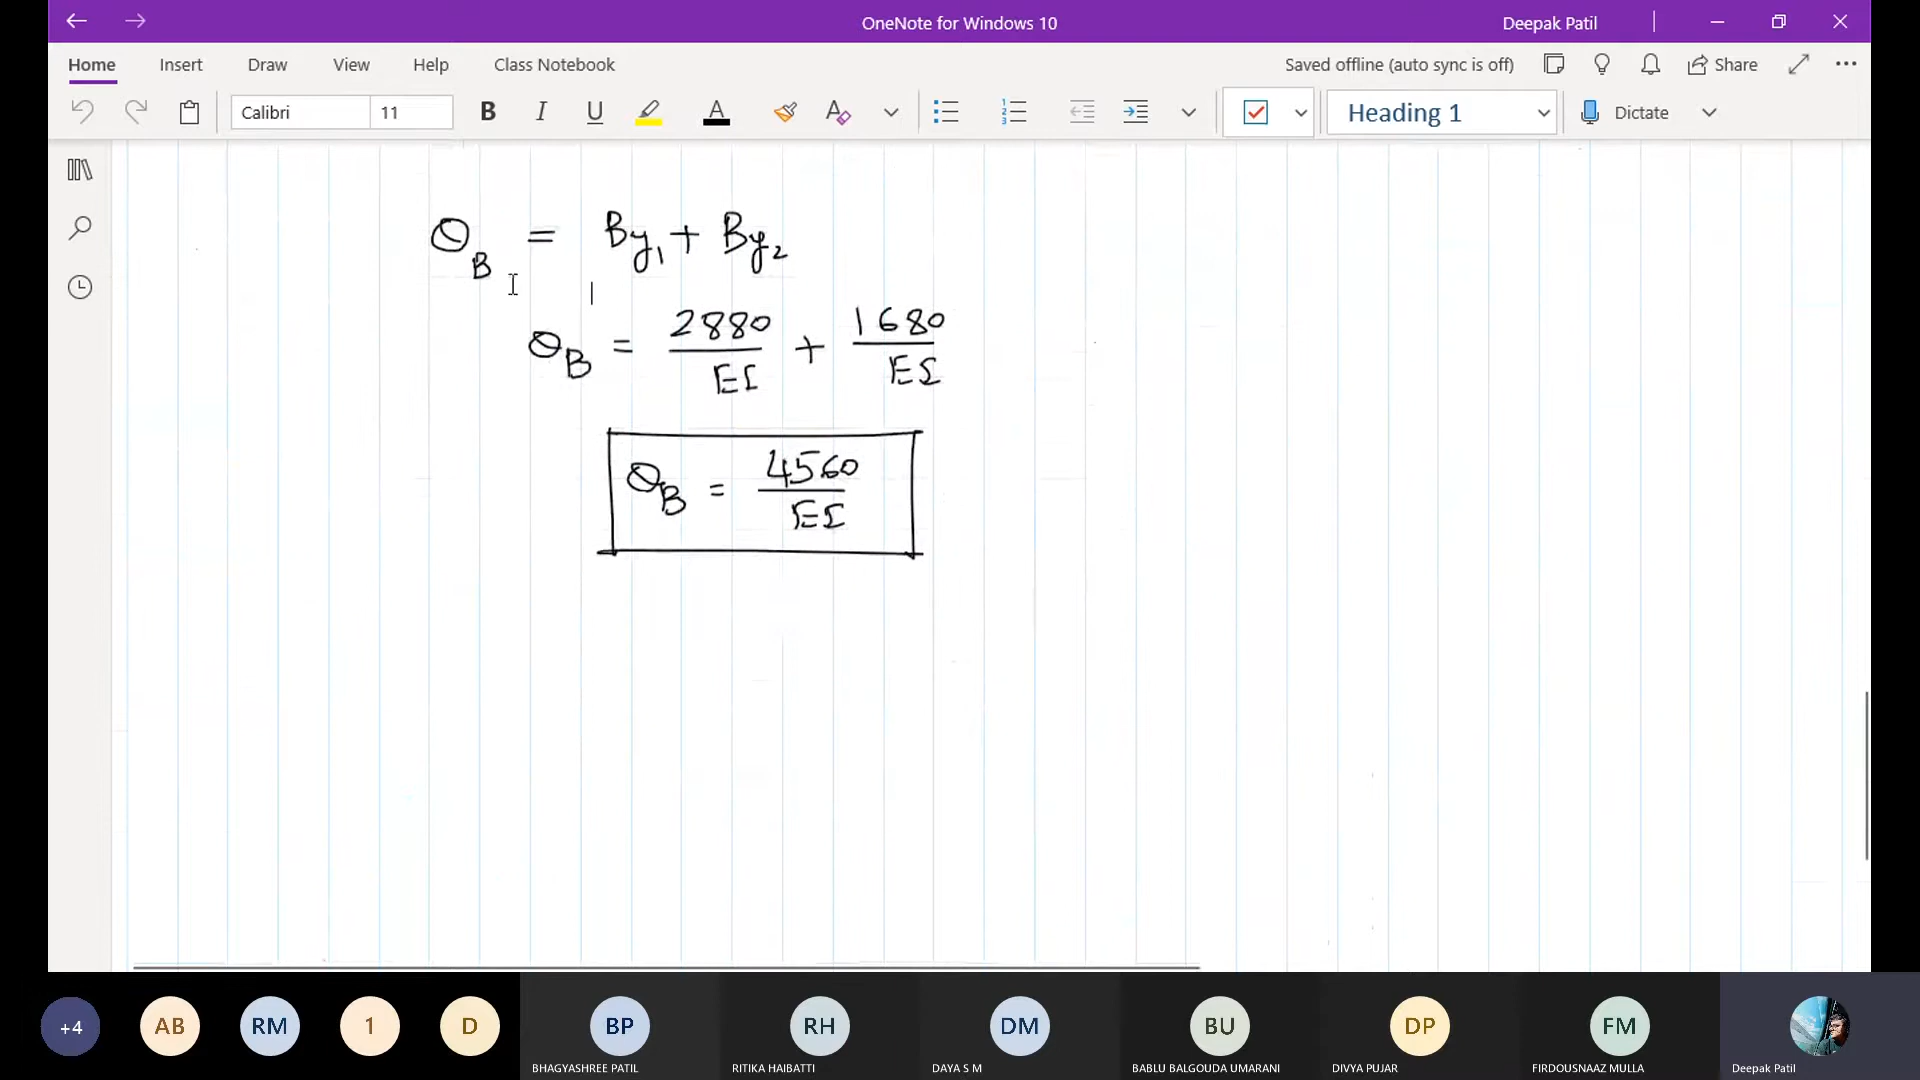 OneNote for Windows 10
Deepak Patil
Home Insert Draw View Help Class Notebook
Saved offline (auto sync is off)
Share
Calibri 11 B I U A
Heading 1
Dictate
Θ_B = By₁ + By₂
Θ_B = 2880/EI + 1680/EI
Θ_B = 4560/EI
+4 AB RM 1 D BP RH DM BU DP FM
BHAGYASHREE PATIL RITIKA HAIBATTI DAYA S M BABLU BALGOUDA UMARANI DIVYA PUJAR FIRDOUSNAAZ MULLA Deepak Patil